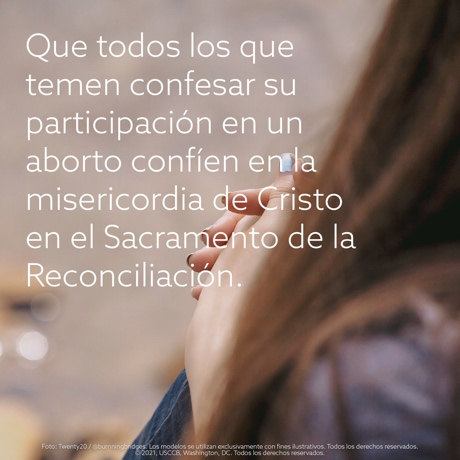 Que todos los que
temen confesar su
participación en un
aborto confíen en la
misericordia de Cristo
en el Sacramento de la
Reconciliación.
Foto: Twenty20 / @burnningbridges. Los modelos se utilizan exclusivamente con fines ilustrativos. Todos los derechos reservados.
©2021, USCCB, Washington, DC. Todos los derechos reservados.